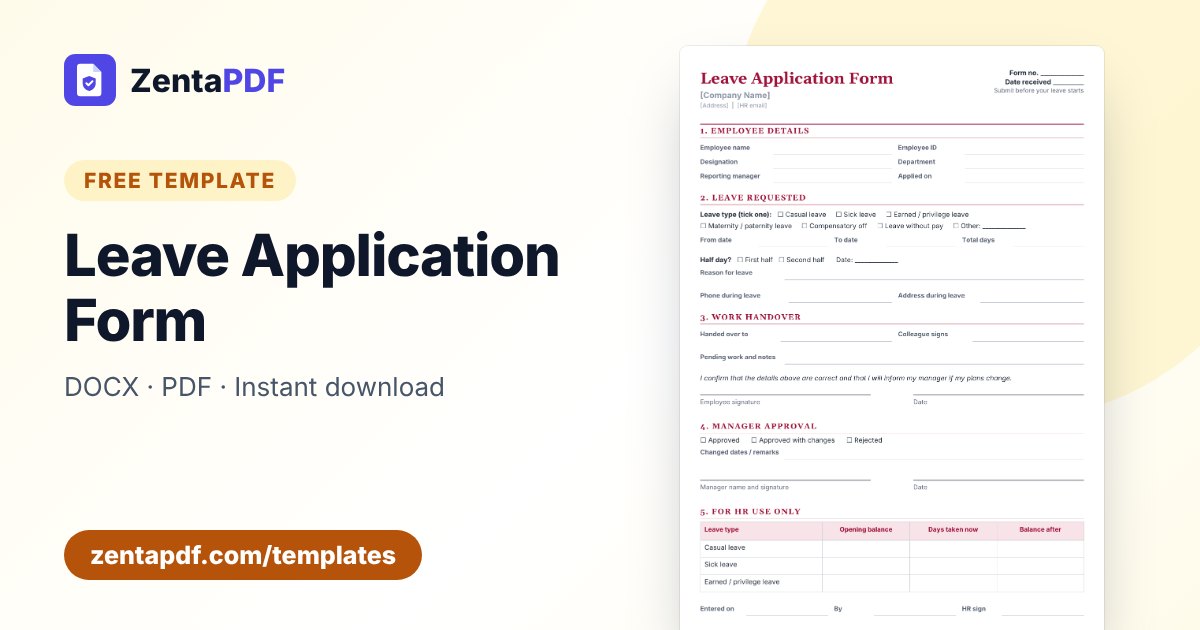 ZentaPDF
FREE TEMPLATE
Leave Application
Form
DOCX · PDF · Instant download
zentapdf.com/templates
Leave Application Form
[Company Name]
[Address] | [HR email]
Form no. ____________
Date received ________
Submit before your leave starts
1. EMPLOYEE DETAILS
Employee name Employee ID
Designation Department
Reporting manager Applied on
2. LEAVE REQUESTED
Leave type (tick one): ☐ Casual leave ☐ Sick leave ☐ Earned / privilege leave
☐ Maternity / paternity leave ☐ Compensatory off ☐ Leave without pay ☐ Other: ____________
From date To date Total days
Half day? ☐ First half ☐ Second half Date: ____________
Reason for leave
Phone during leave Address during leave
3. WORK HANDOVER
Handed over to Colleague signs
Pending work and notes
I confirm that the details above are correct and that I will inform my manager if my plans change.
Employee signature Date
4. MANAGER APPROVAL
☐ Approved ☐ Approved with changes ☐ Rejected
Changed dates / remarks
Manager name and signature Date
5. FOR HR USE ONLY
Leave type Opening balance Days taken now Balance after
Casual leave
Sick leave
Earned / privilege leave
Entered on By HR sign